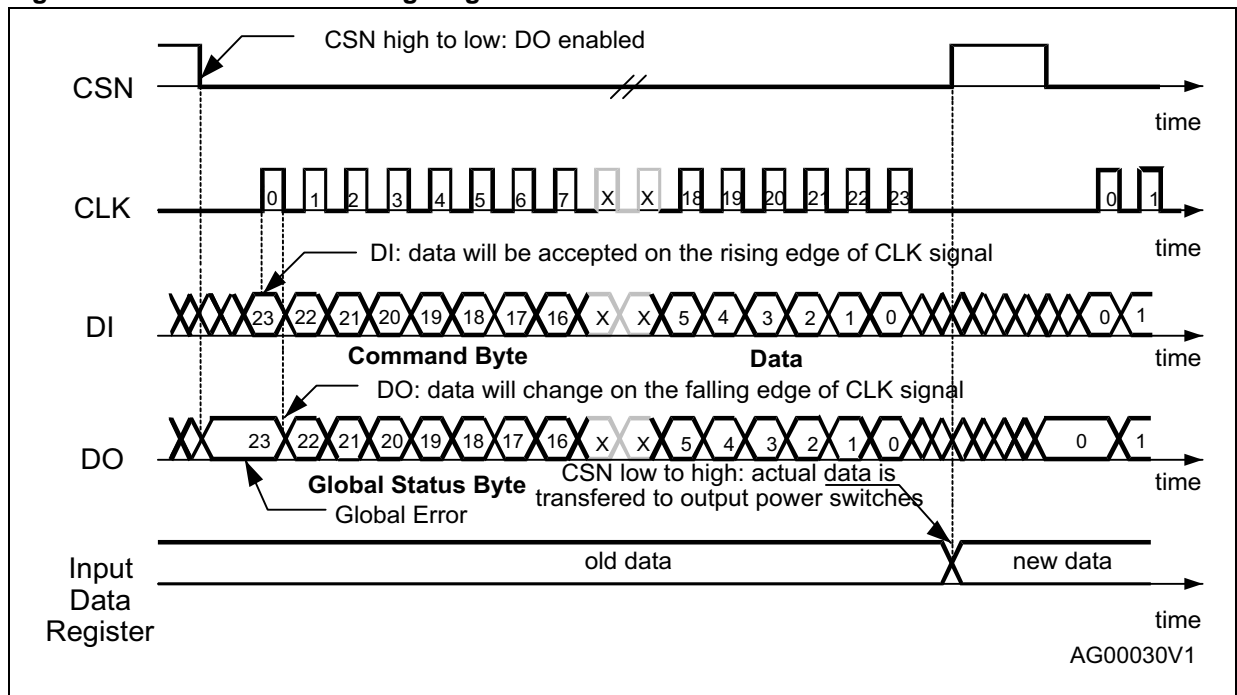 CSN high to low: DO enabled
CSN
time
0 1 2 3 4 5 6 7 X X 18 19 20 21 22 23 0 1
CLK
time
DI: data will be accepted on the rising edge of CLK signal
23 22 21 20 19 18 17 16 X X 5 4 3 2 1 0 0 1
DI
Command Byte Data
time
DO: data will change on the falling edge of CLK signal
23 22 21 20 19 18 17 16 X X 5 4 3 2 1 0 0 1
DO
Global Status Byte
CSN low to high: actual data is
transfered to output power switches
time
Global Error
old data new data
Input
Data
Register
time
AG00030V1